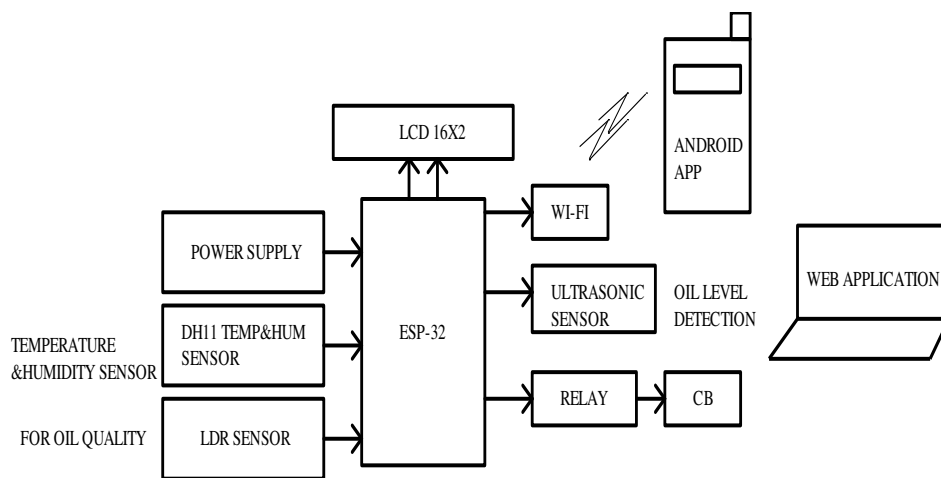 LCD 16X2
ANDROID
APP
WI-FI
POWER SUPPLY
ULTRASONIC
SENSOR
OIL LEVEL
DETECTION
WEB APPLICATION
ESP-32
TEMPERATURE
&HUMIDITY SENSOR
DH11 TEMP&HUM
SENSOR
RELAY
CB
FOR OIL QUALITY
LDR SENSOR